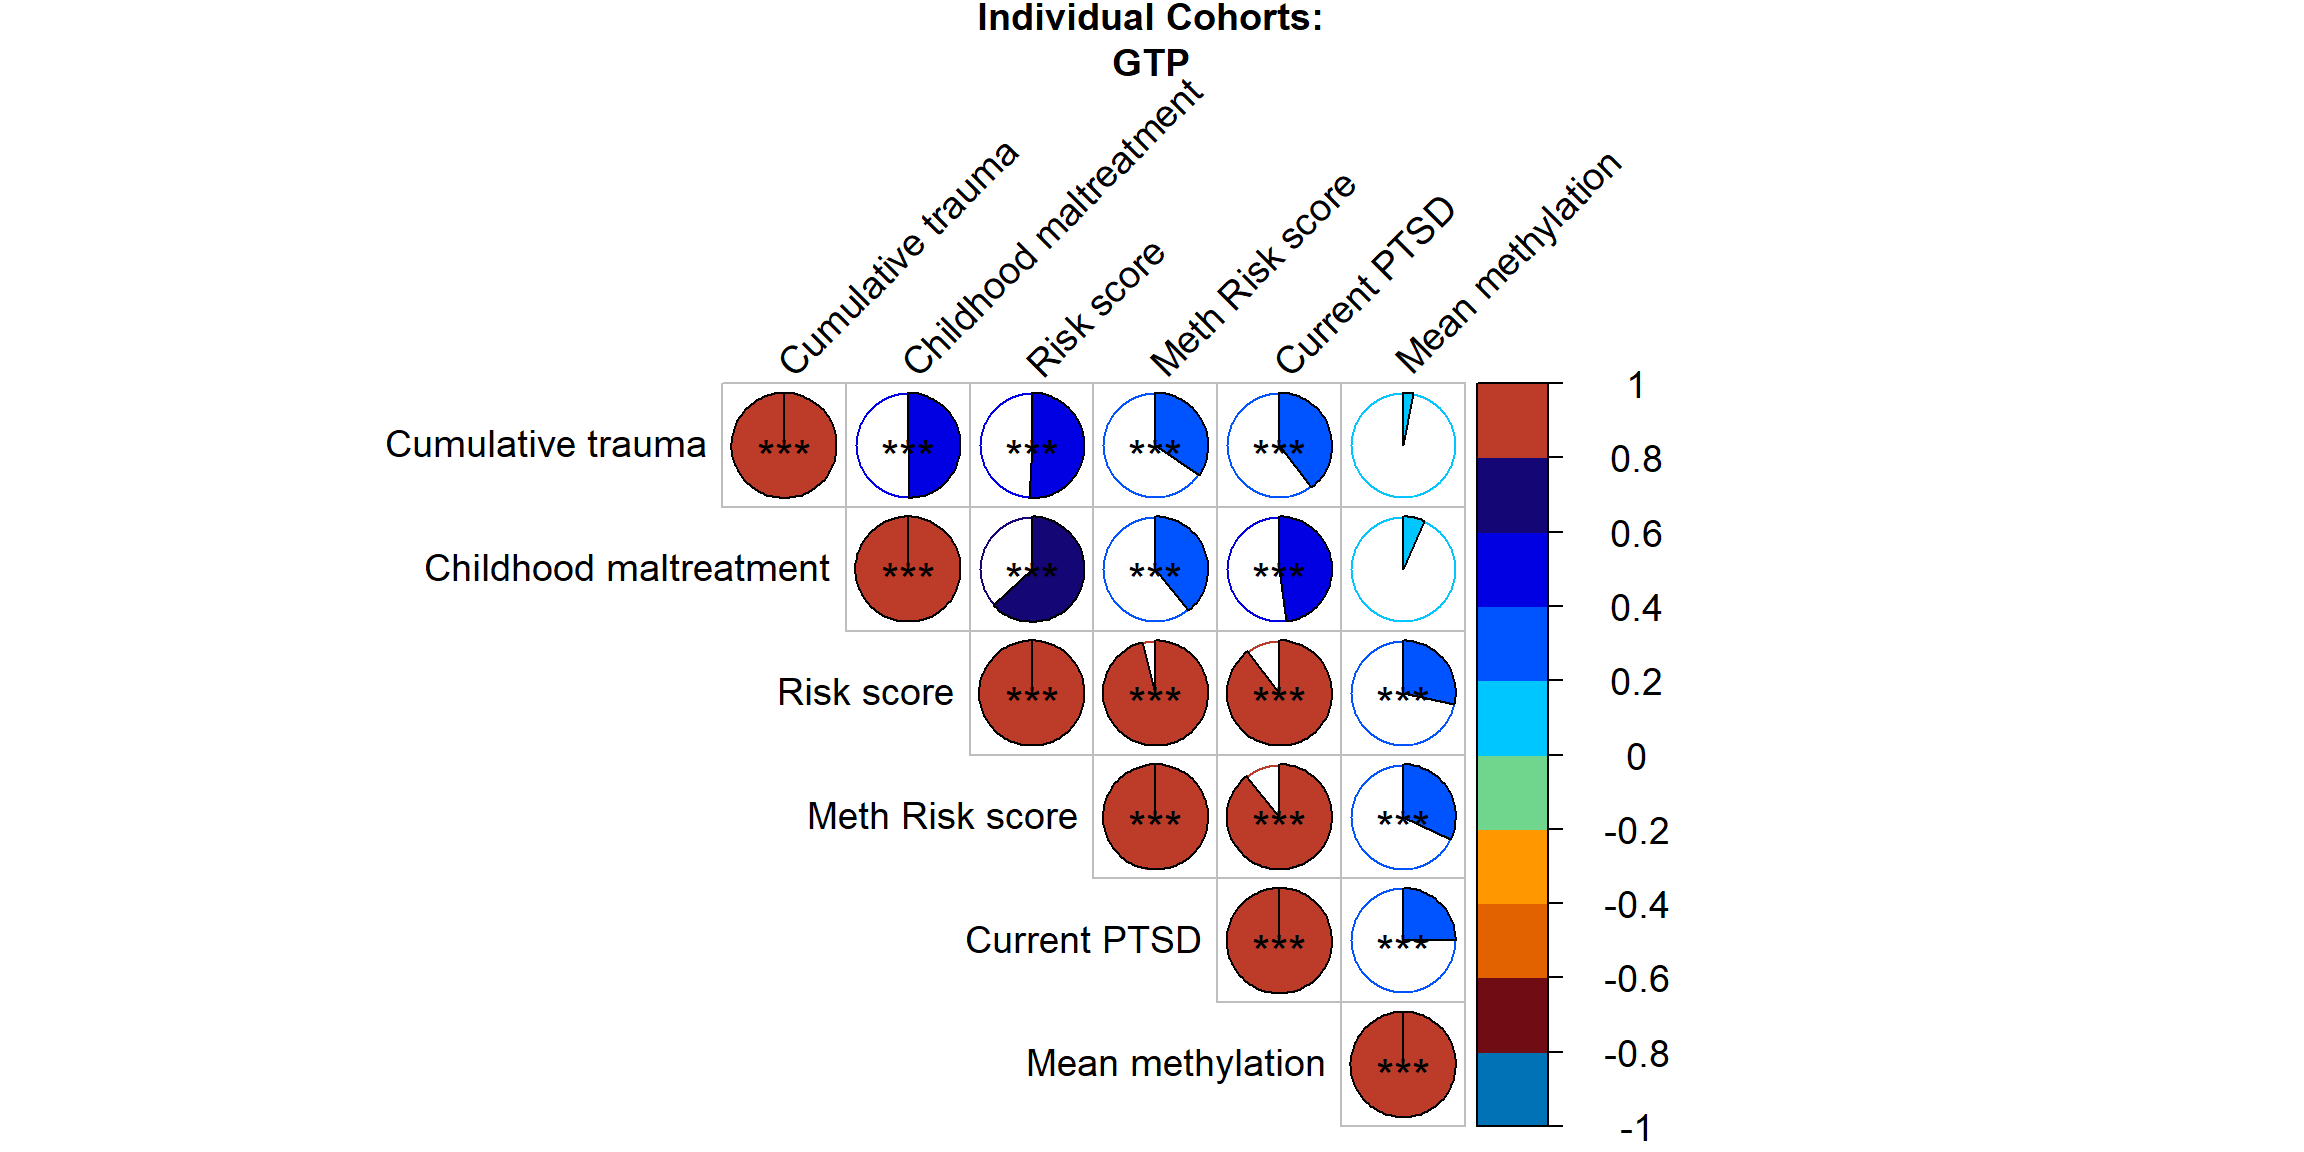 Individual Cohorts:
GTP
Cumulative trauma
Childhood maltreatment
Risk score
Meth Risk score
Current PTSD
Mean methylation
Cumulative trauma
*** *** *** *** ***
Childhood maltreatment
*** *** *** ***
Risk score
*** *** *** ***
Meth Risk score
*** *** ***
Current PTSD
*** ***
Mean methylation
***
1
0.8
0.6
0.4
0.2
0
-0.2
-0.4
-0.6
-0.8
-1